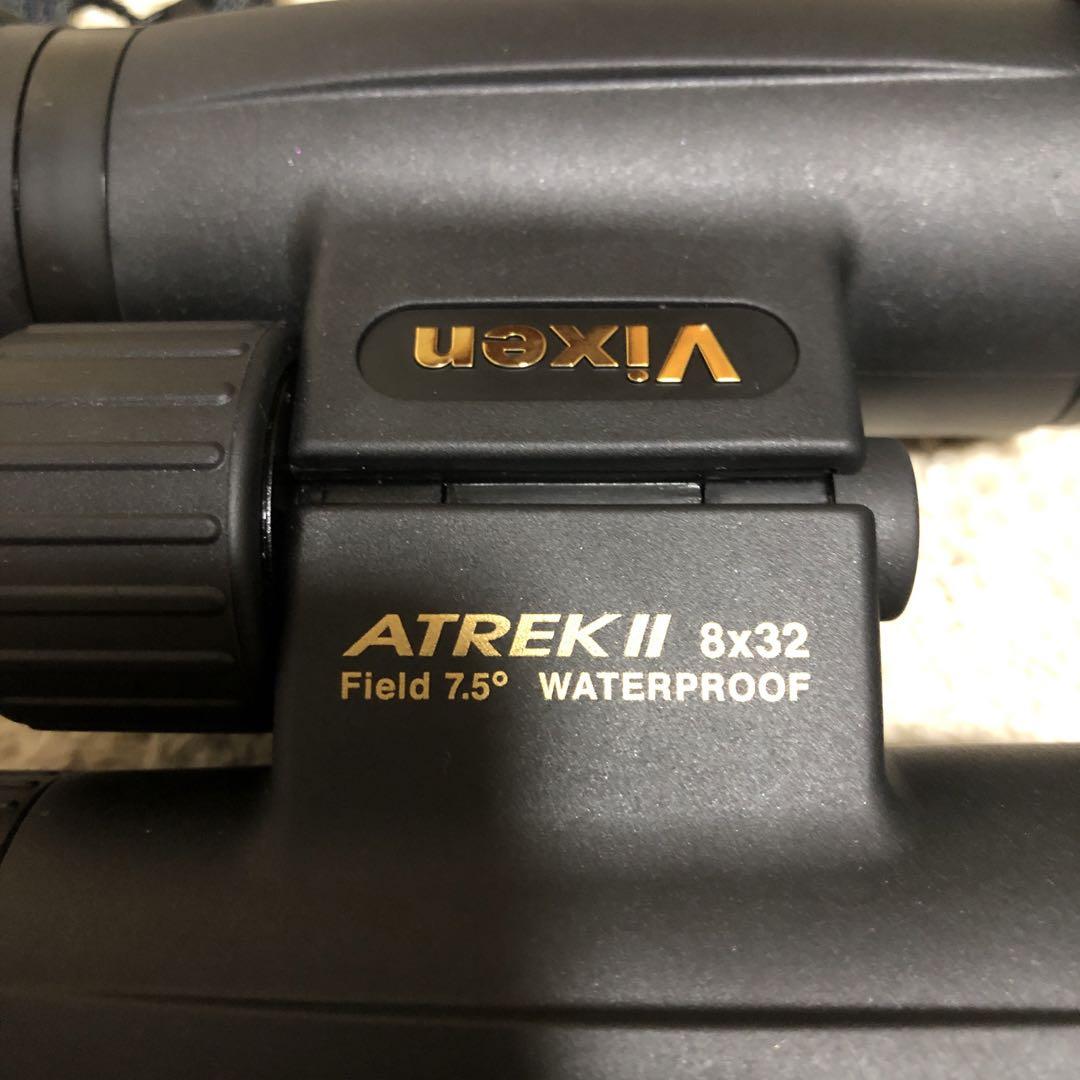 Vixen
ATREK II 8x32
Field 7.5° WATERPROOF